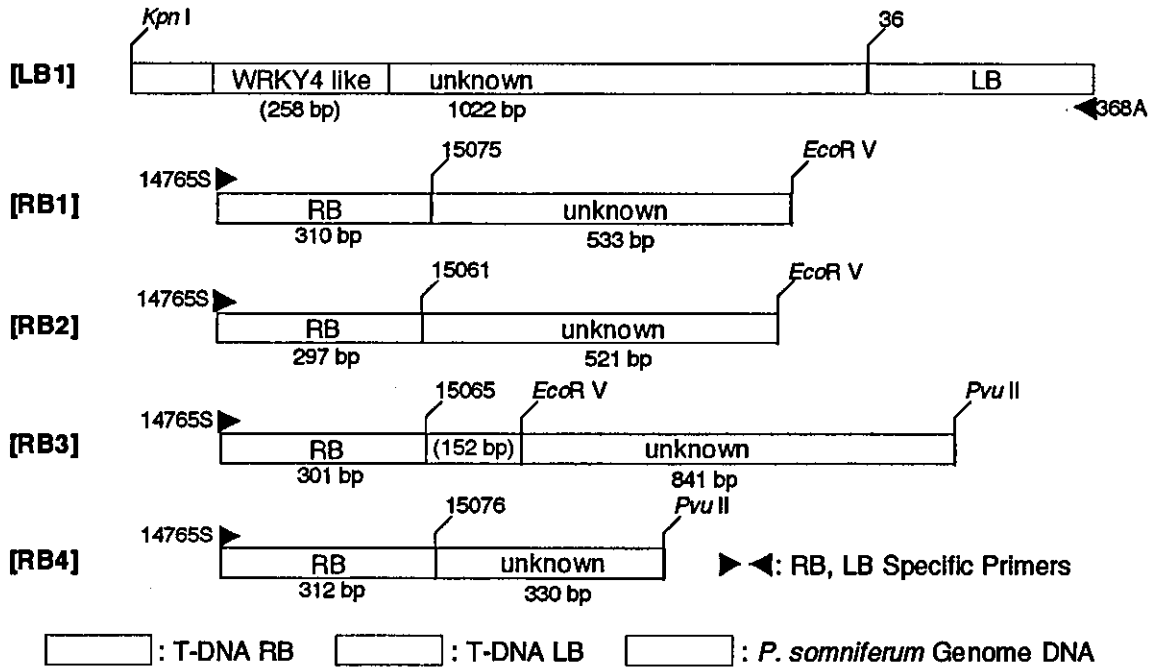 Kpn I
36
[LB1]
WRKY4 like
unknown
LB
(258 bp)
1022 bp
368A
15075
EcoR V
14765S
[RB1]
RB
unknown
310 bp
533 bp
15061
EcoR V
14765S
[RB2]
RB
unknown
297 bp
521 bp
15065
EcoR V
Pvu II
14765S
[RB3]
RB
(152 bp)
unknown
301 bp
841 bp
15076
Pvu II
14765S
[RB4]
RB
unknown
312 bp
330 bp
: RB, LB Specific Primers
: T-DNA RB
: T-DNA LB
: P. somniferum Genome DNA